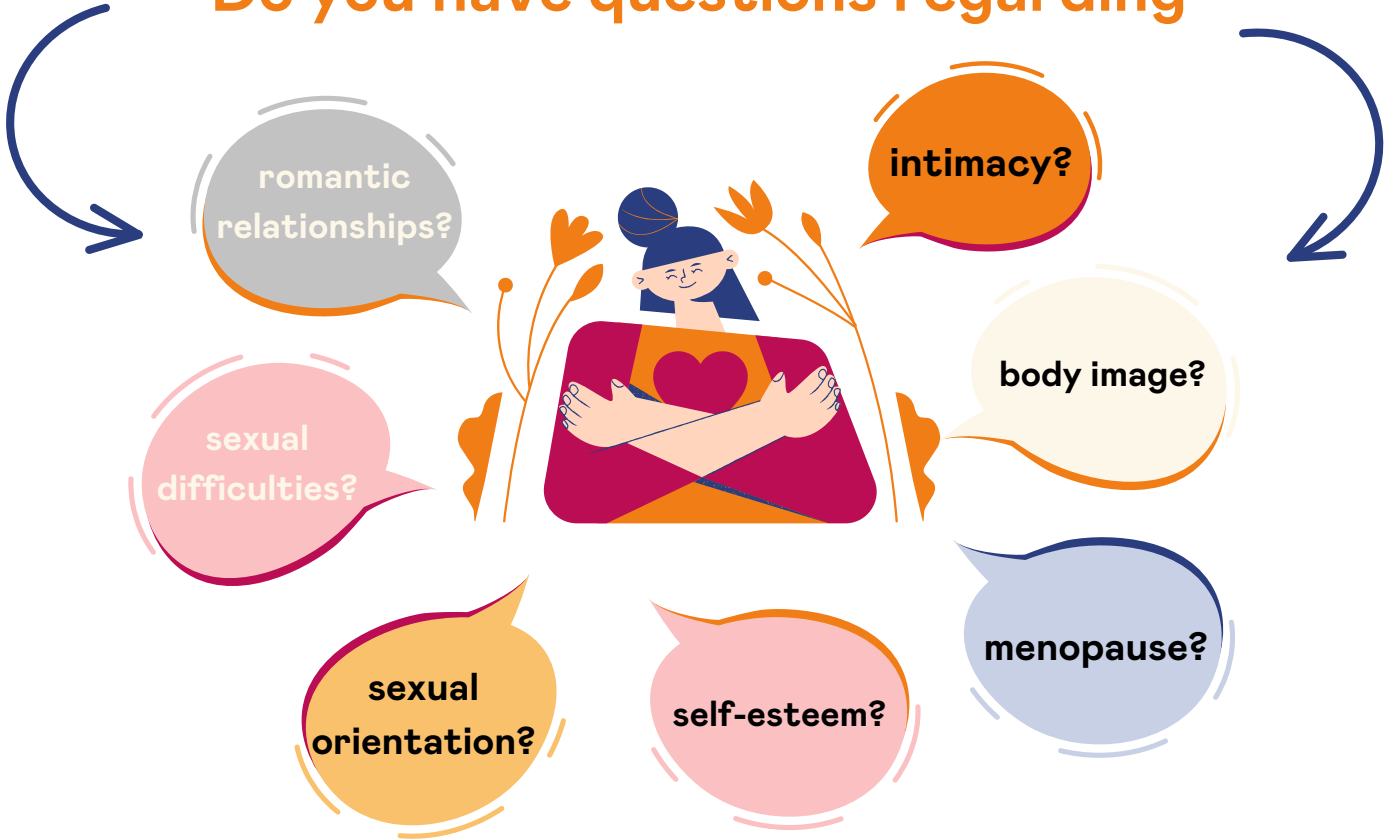 Do you have questions regarding
romantic
relationships?
intimacy?
body image?
sexual
difficulties?
menopause?
sexual
orientation?
self-esteem?